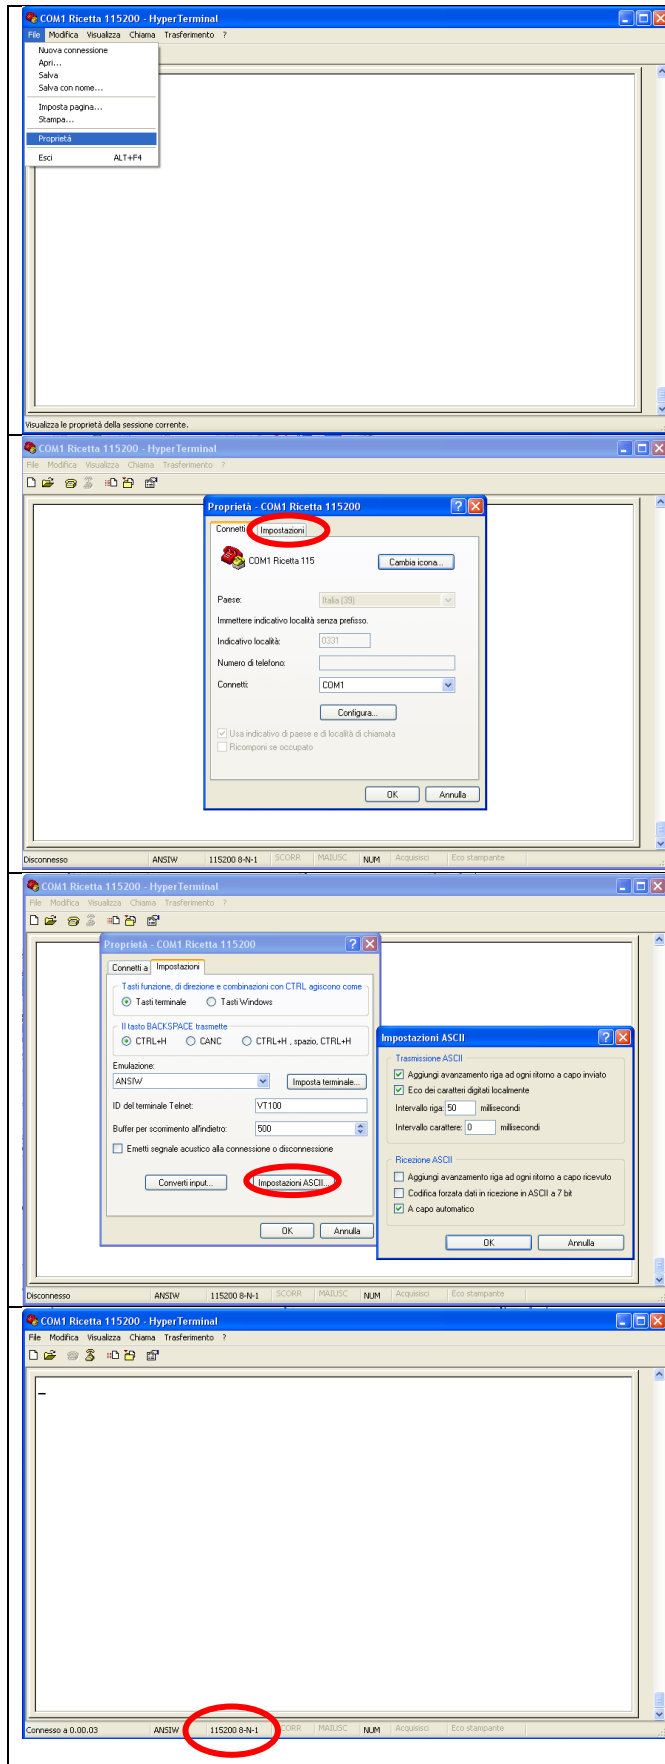 COM1 Ricetta 115200 - HyperTerminal
File Modifica Visualizza Chiama Trasferimento ?
Nuova connessione
Apri...
Salva
Salva con nome...
Imposta pagina...
Stampa...
Proprietà
Esci ALT+F4
Visualizza le proprietà della sessione corrente.
COM1 Ricetta 115200 - HyperTerminal
File Modifica Visualizza Chiama Trasferimento ?
Proprietà - COM1 Ricetta 115200
Connetti Impostazioni
COM1 Ricetta 115 Cambia icona...
Paese: Italia (39)
Immettere indicativo località senza prefisso.
Indicativo località: 0331
Numero di telefono:
Connetti: COM1
Configura...
Usa indicativo di paese e di località di chiamata
Ricomponi se occupato
OK Annulla
Disconnesso ANSIW 115200 8-N-1 SCORR MAIUSC NUM Acquisisci Eco stampante
COM1 Ricetta 115200 - HyperTerminal
File Modifica Visualizza Chiama Trasferimento ?
Proprietà - COM1 Ricetta 115200
Connetti a Impostazioni
Tasti funzione, di direzione e combinazioni con CTRL agiscono come
Tasti terminale Tasti Windows
Il tasto BACKSPACE trasmette
CTRL+H CANC CTRL+H , spazio, CTRL+H
Emulazione:
ANSIW Imposta terminale...
ID del terminale Telnet: VT100
Buffer per scorrimento all'indietro: 500
Emetti segnale acustico alla connessione o disconnessione
Converti input... Impostazioni ASCII...
OK Annulla
Impostazioni ASCII
Trasmissione ASCII
Aggiungi avanzamento riga ad ogni ritorno a capo inviato
Eco dei caratteri digitati localmente
Intervallo riga: 50 millisecondi
Intervallo carattere: 0 millisecondi
Ricezione ASCII
Aggiungi avanzamento riga ad ogni ritorno a capo ricevuto
Codifica forzata dati in ricezione in ASCII a 7 bit
A capo automatico
OK Annulla
Disconnesso ANSIW 115200 8-N-1 SCORR MAIUSC NUM Acquisisci Eco stampante
COM1 Ricetta 115200 - HyperTerminal
File Modifica Visualizza Chiama Trasferimento ?
Connesso a 0.00.03 ANSIW 115200 8-N-1 CORR MAIUSC NUM Acquisisci Eco stampante